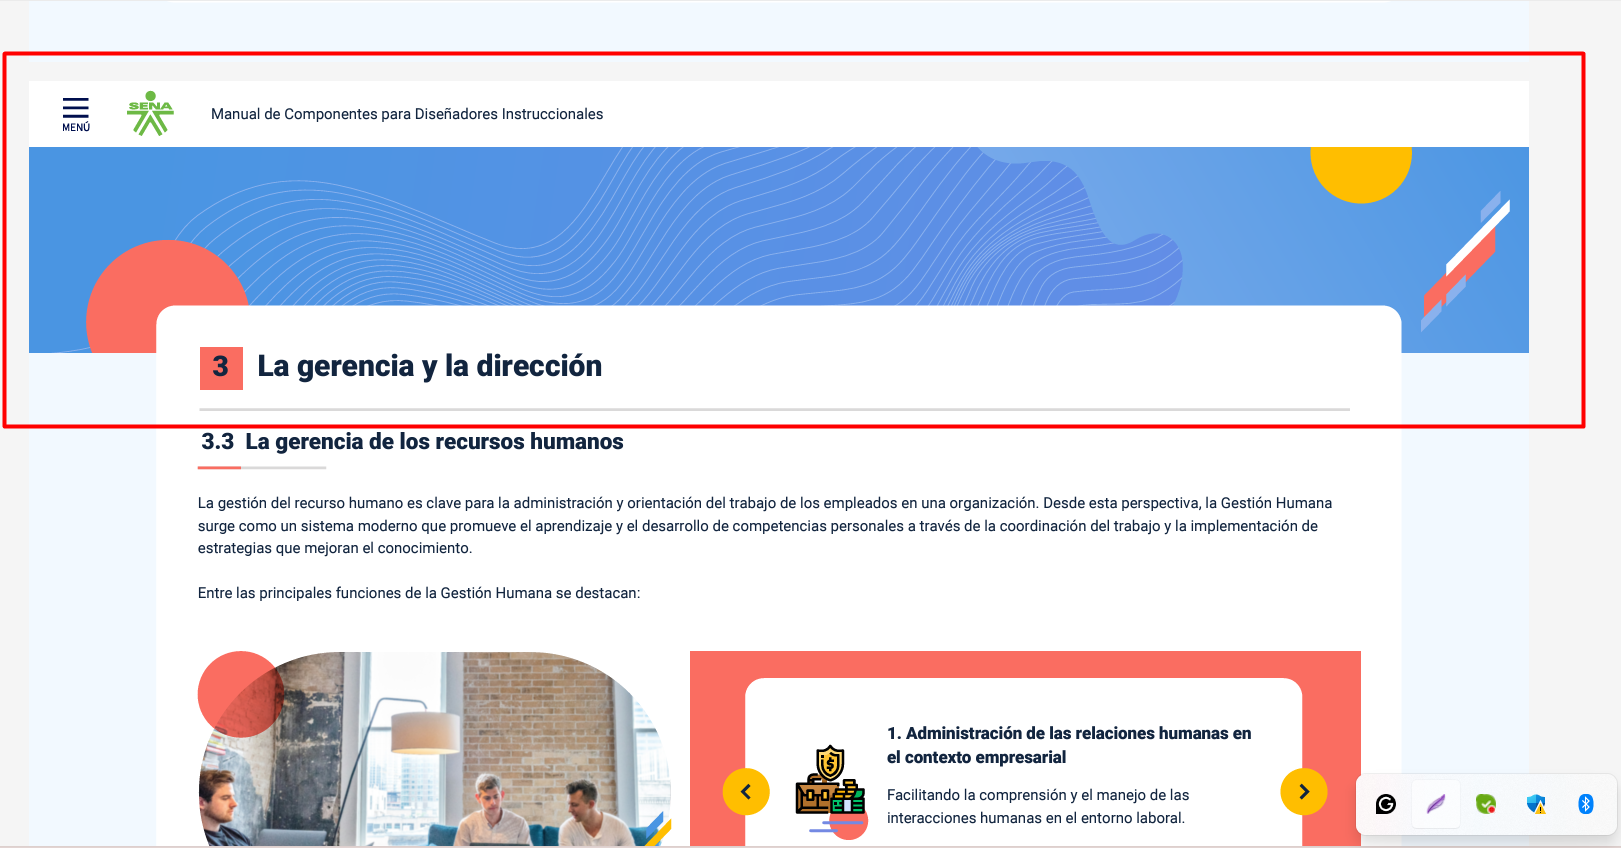 MENÚ
SENA
Manual de Componentes para Diseñadores Instruccionales
3 La gerencia y la dirección
3.3 La gerencia de los recursos humanos
La gestión del recurso humano es clave para la administración y orientación del trabajo de los empleados en una organización. Desde esta perspectiva, la Gestión Humana
surge como un sistema moderno que promueve el aprendizaje y el desarrollo de competencias personales a través de la coordinación del trabajo y la implementación de
estrategias que mejoran el conocimiento.
Entre las principales funciones de la Gestión Humana se destacan:
1. Administración de las relaciones humanas en
el contexto empresarial
Facilitando la comprensión y el manejo de las
interacciones humanas en el entorno laboral.